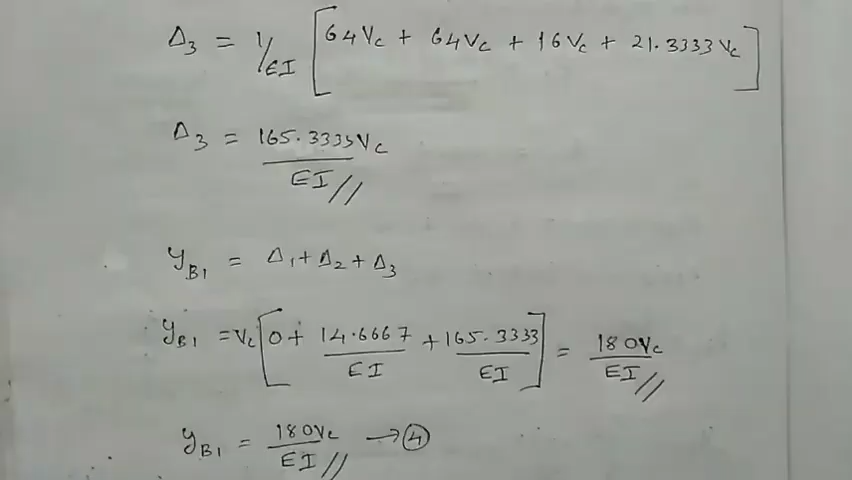 Δ₃ = 1/EI [64Vc + 64Vc + 16Vc + 21.3333Vc]
Δ₃ = 165.3333Vc / EI //
yB1 = Δ₁ + Δ₂ + Δ₃
yB1 = Vc [0 + 14.6667/EI + 165.3333/EI] = 180Vc/EI //
yB1 = 180Vc/EI // → ④